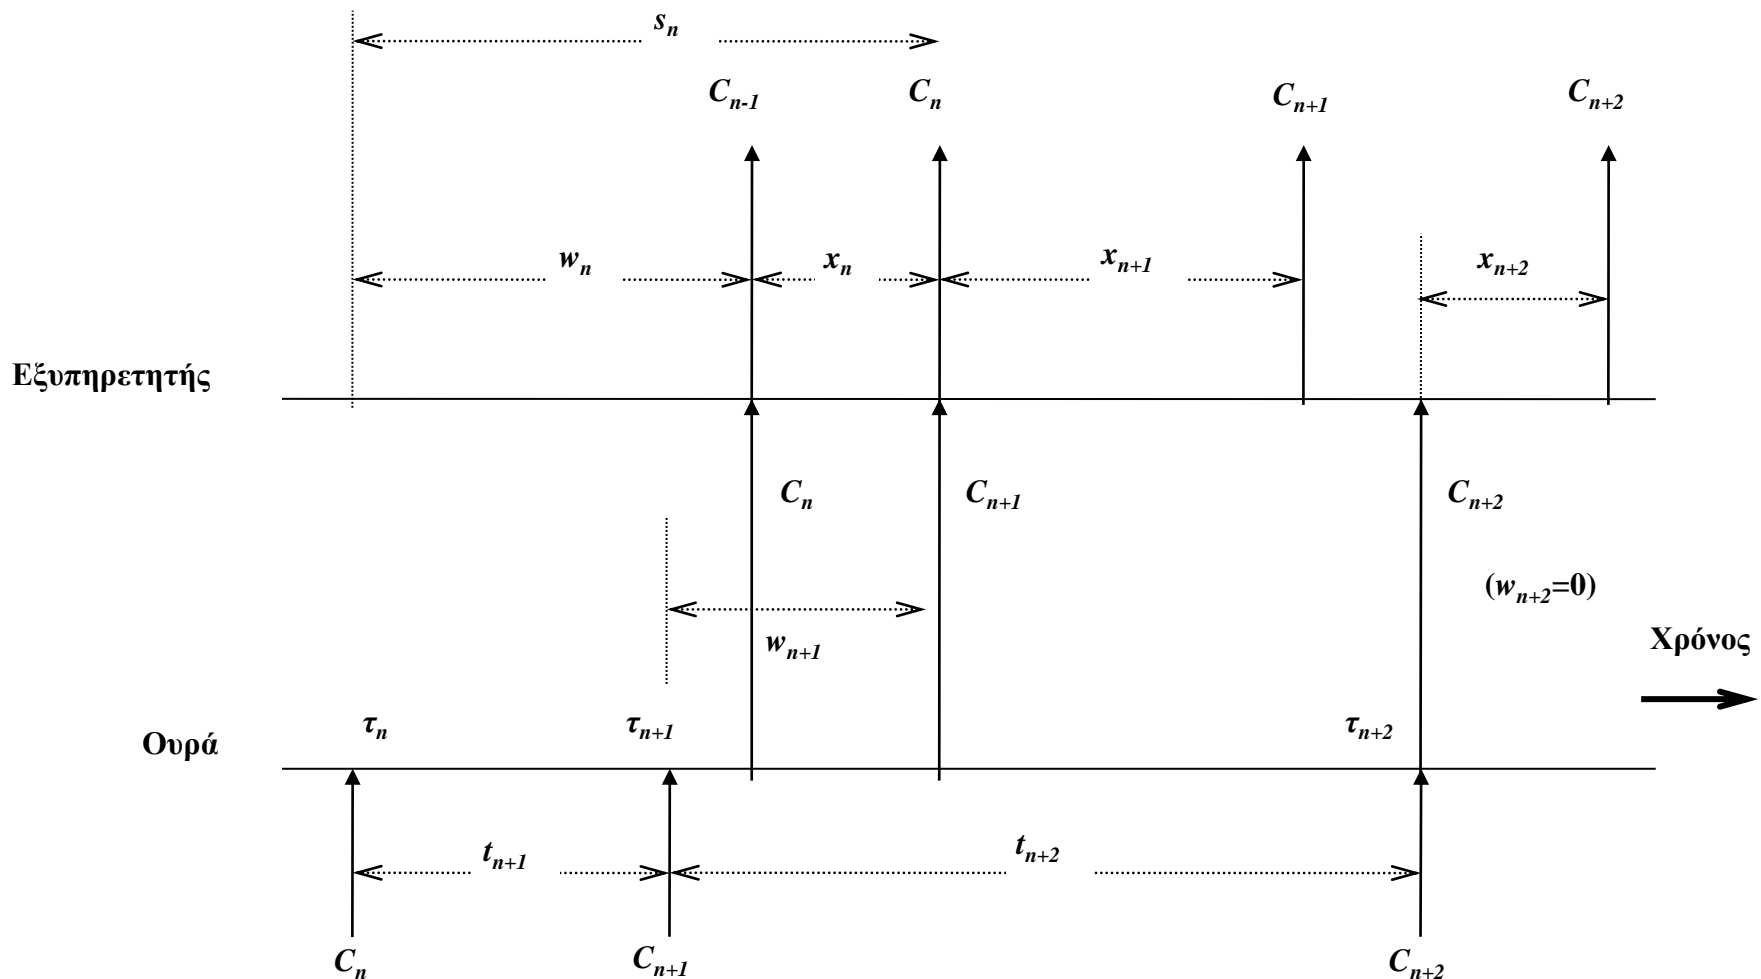 s_n
C_{n-1} C_n C_{n+1} C_{n+2}
w_n x_n x_{n+1} x_{n+2}
Εξυπηρετητής
C_n C_{n+1} C_{n+2}
(w_{n+2}=0)
w_{n+1}
Χρόνος
τ_n τ_{n+1} τ_{n+2}
Ουρά
t_{n+1} t_{n+2}
C_n C_{n+1} C_{n+2}